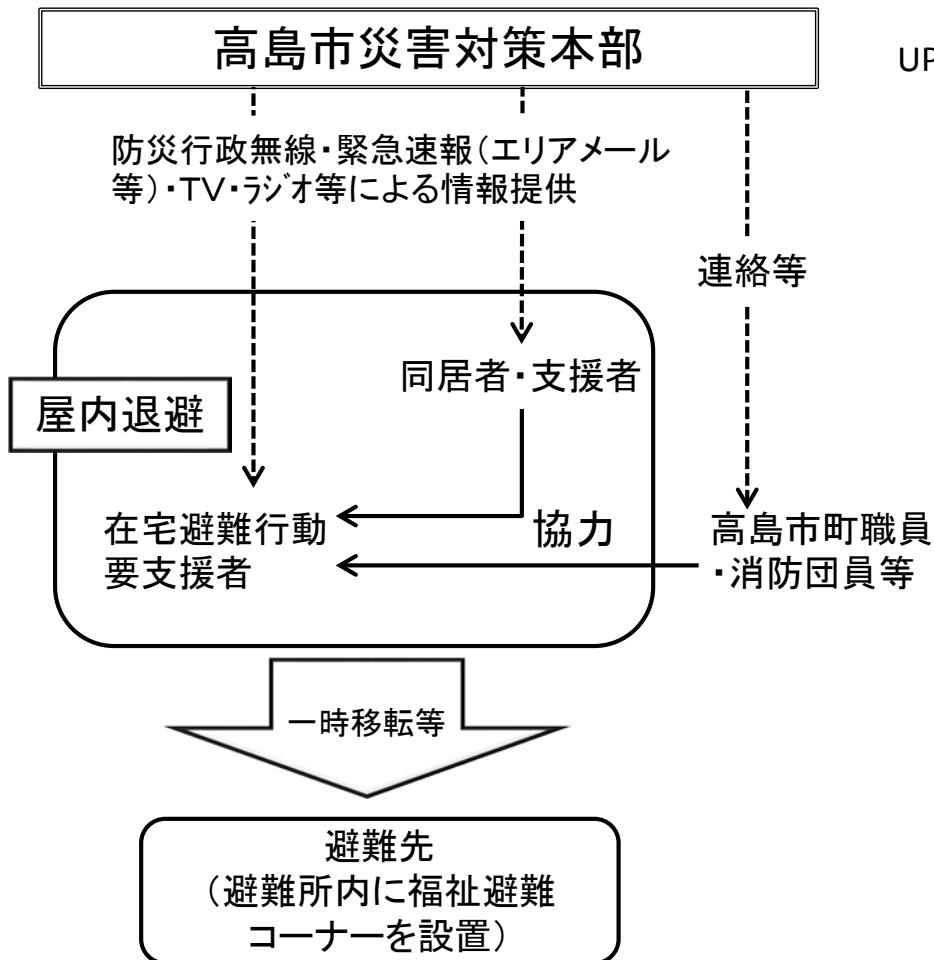 高島市災害対策本部
UP
防災行政無線・緊急速報(エリアメール
等)・TV・ラジオ等による情報提供
連絡等
同居者・支援者
屋内退避
在宅避難行動
要支援者
協力
高島市町職員
・消防団員等
一時移転等
避難先
(避難所内に福祉避難
コーナーを設置)